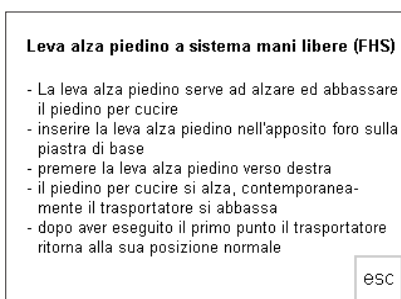 Leva alza piedino a sistema mani libere (FHS)
- La leva alza piedino serve ad alzare ed abbassare
il piedino per cucire
- inserire la leva alza piedino nell'apposito foro sulla
piastra di base
- premere la leva alza piedino verso destra
- il piedino per cucire si alza, contemporanea-
mente il trasportatore si abbassa
- dopo aver eseguito il primo punto il trasportatore
ritorna alla sua posizione normale
esc